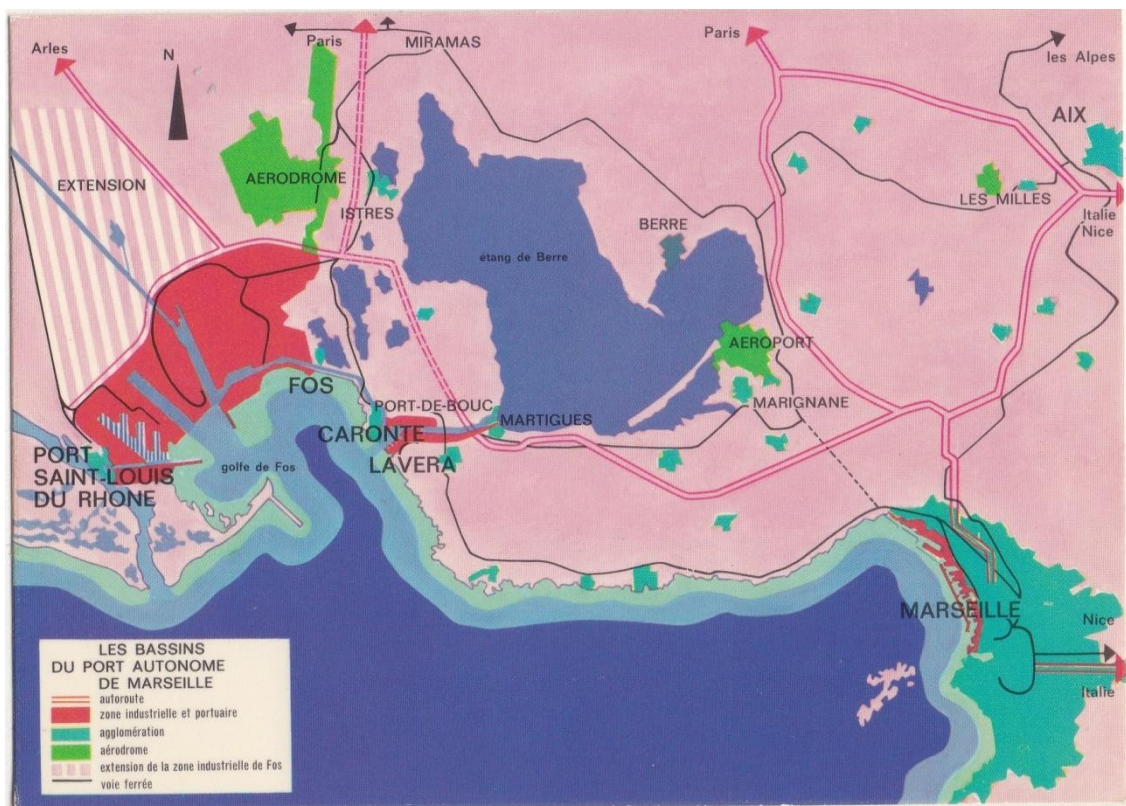 Arles
N
Paris
MIRAMAS
Paris
les Alpes
AIX
EXTENSION
AERODROME
ISTRES
BERRE
LES MILLES
Italie
Nice
étang de Berre
AEROPORT
FOS
PORT-DE-BOUC
MARTIGUES
MARIGNANE
CARONTE
LAVERA
PORT
SAINT-LOUIS
DU RHONE
golfe de Fos
MARSEILLE
Nice
Italie
LES BASSINS
DU PORT AUTONOME
DE MARSEILLE
autoroute
zone industrielle et portuaire
agglomération
aérodrome
extension de la zone industrielle de Fos
voie ferrée